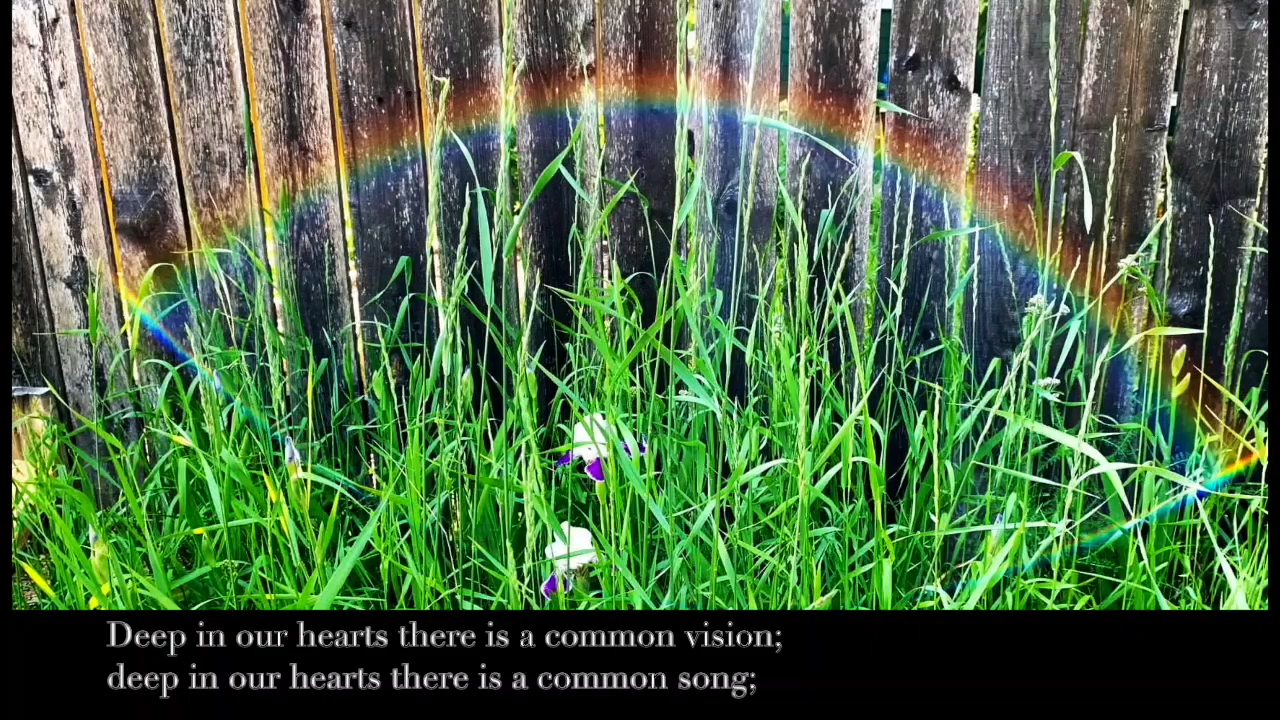 Deep in our hearts there is a common vision;
deep in our hearts there is a common song;